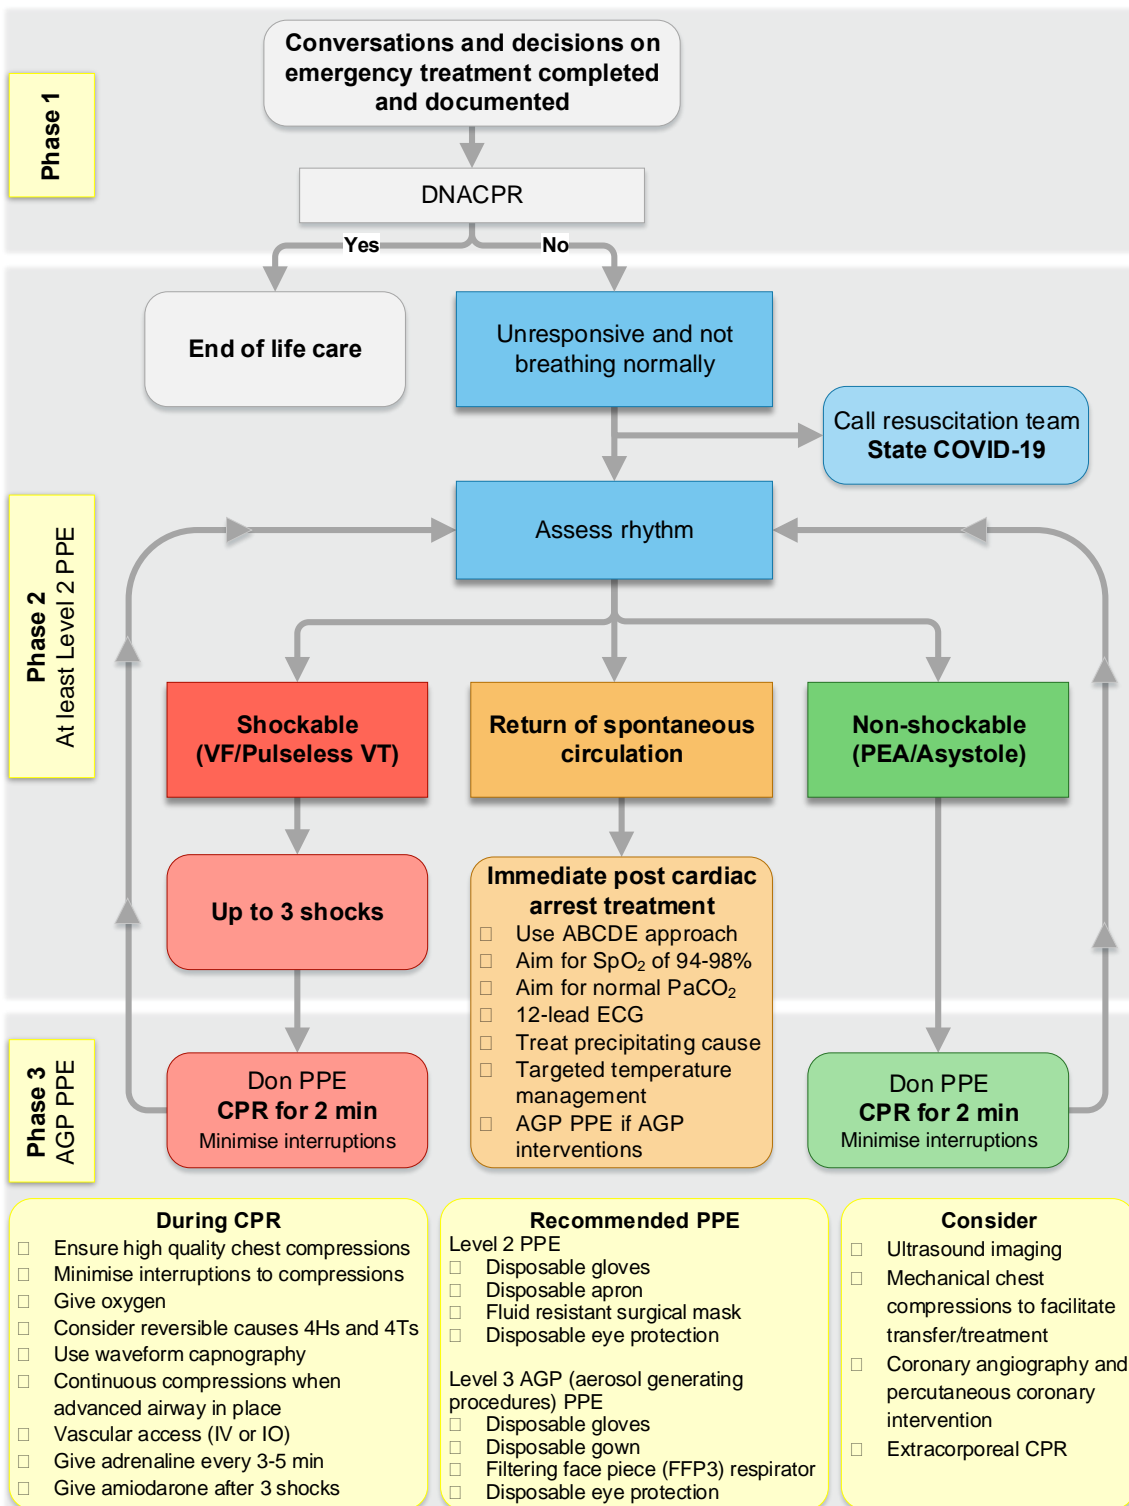 Phase 1
Conversations and decisions on
emergency treatment completed
and documented
DNACPR
Yes
No
End of life care
Unresponsive and not
breathing normally
Call resuscitation team
State COVID-19
Phase 2
At least Level 2 PPE
Assess rhythm
Shockable
(VF/Pulseless VT)
Return of spontaneous
circulation
Non-shockable
(PEA/Asystole)
Up to 3 shocks
Immediate post cardiac
arrest treatment
Use ABCDE approach
Aim for SpO₂ of 94-98%
Aim for normal PaCO₂
12-lead ECG
Treat precipitating cause
Targeted temperature
management
AGP PPE if AGP
interventions
Phase 3
AGP PPE
Don PPE
CPR for 2 min
Minimise interruptions
Don PPE
CPR for 2 min
Minimise interruptions
During CPR
Ensure high quality chest compressions
Minimise interruptions to compressions
Give oxygen
Consider reversible causes 4Hs and 4Ts
Use waveform capnography
Continuous compressions when
advanced airway in place
Vascular access (IV or IO)
Give adrenaline every 3-5 min
Give amiodarone after 3 shocks
Recommended PPE
Level 2 PPE
Disposable gloves
Disposable apron
Fluid resistant surgical mask
Disposable eye protection
Level 3 AGP (aerosol generating
procedures) PPE
Disposable gloves
Disposable gown
Filtering face piece (FFP3) respirator
Disposable eye protection
Consider
Ultrasound imaging
Mechanical chest
compressions to facilitate
transfer/treatment
Coronary angiography and
percutaneous coronary
intervention
Extracorporeal CPR